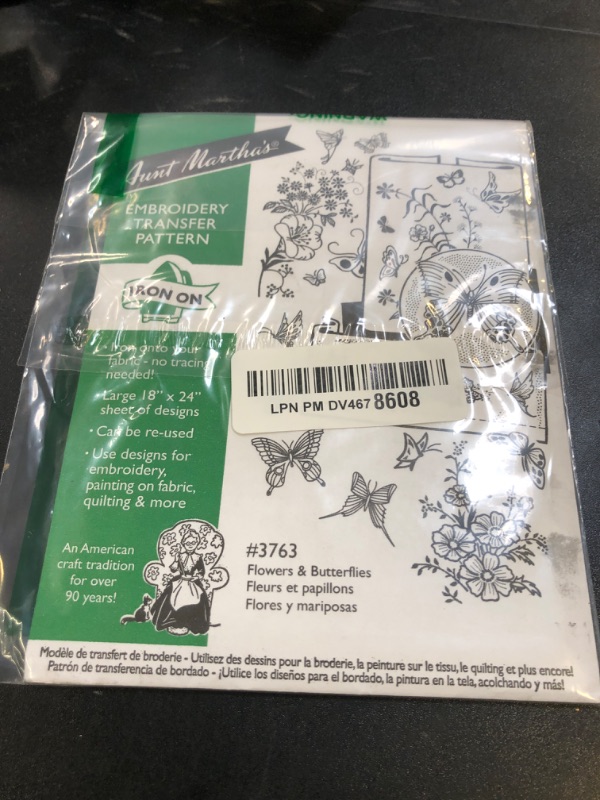 WARNING
Aunt Martha's®
EMBROIDERY
TRANSFER
PATTERN
IRON ON
• Iron onto your
fabric - no tracing
needed!
• Large 18" x 24"
sheet of designs
• Can be re-used
• Use designs for
embroidery,
painting on fabric,
quilting & more
LPN PM DV467 8608
An American
craft tradition
for over
90 years!
#3763
Flowers & Butterflies
Fleurs et papillons
Flores y mariposas
Modèle de transfert de broderie - Utilisez des dessins pour la broderie, la peinture sur le tissu, le quilting et plus encore!
Patrón de transferencia de bordado - ¡Utilice los diseños para el bordado, la pintura en la tela, acolchando y más!